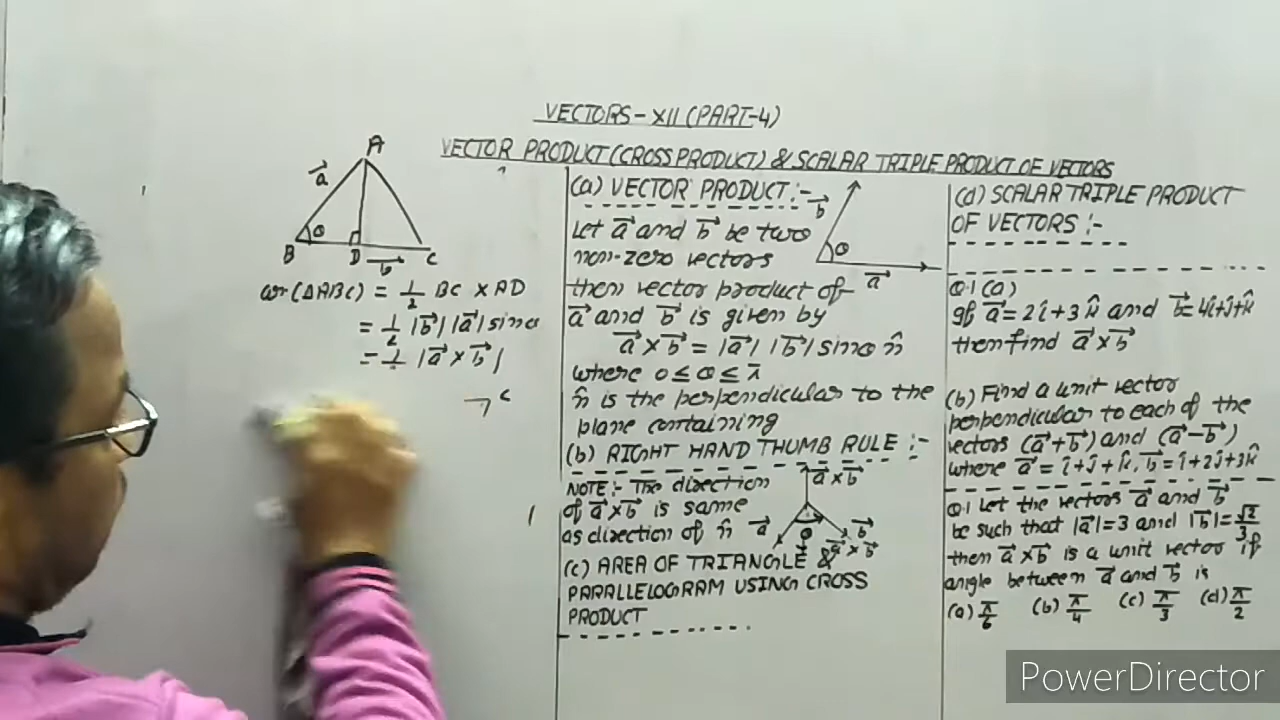 VECTORS-XII (PART-4)
VECTOR PRODUCT (CROSS PRODUCT) & SCALAR TRIPLE PRODUCT OF VECTORS
A
a⃗
θ
B D b⃗ C
ar(ΔABC) = 1/2 BC × AD
= 1/2 |b⃗| |a⃗| sinθ
= 1/2 |a⃗ × b⃗|
C
(a) VECTOR PRODUCT :-
Let a⃗ and b⃗ be two
non-zero vectors
then vector product of
a⃗ and b⃗ is given by
a⃗ × b⃗ = |a⃗| |b⃗| sinθ n̂
where 0 ≤ θ ≤ π
n̂ is the perpendicular to the
plane containing
b⃗
θ
a⃗
(b) RIGHT HAND THUMB RULE :-
NOTE :- The direction
of a⃗ × b⃗ is same
as direction of n̂
a⃗ × b⃗
a⃗ θ b⃗
a⃗ × b⃗
(c) AREA OF TRIANGLE &
PARALLELOGRAM USING CROSS
PRODUCT
(d) SCALAR TRIPLE PRODUCT
OF VECTORS :-
Q.1 (a)
If a⃗ = 2î + 3k̂ and b⃗ = 4î + ĵ + k̂
then find a⃗ × b⃗
(b) Find a unit vector
perpendicular to each of the
vectors (a⃗ + b⃗) and (a⃗ - b⃗)
where a⃗ = î + ĵ + k̂, b⃗ = î + 2ĵ + 3k̂
Q.1 Let the vectors a⃗ and b⃗
be such that |a⃗| = 3 and |b⃗| = √2/3
then a⃗ × b⃗ is a unit vector if
angle between a⃗ and b⃗ is
(a) π/6 (b) π/4 (c) π/3 (d) π/2
PowerDirector